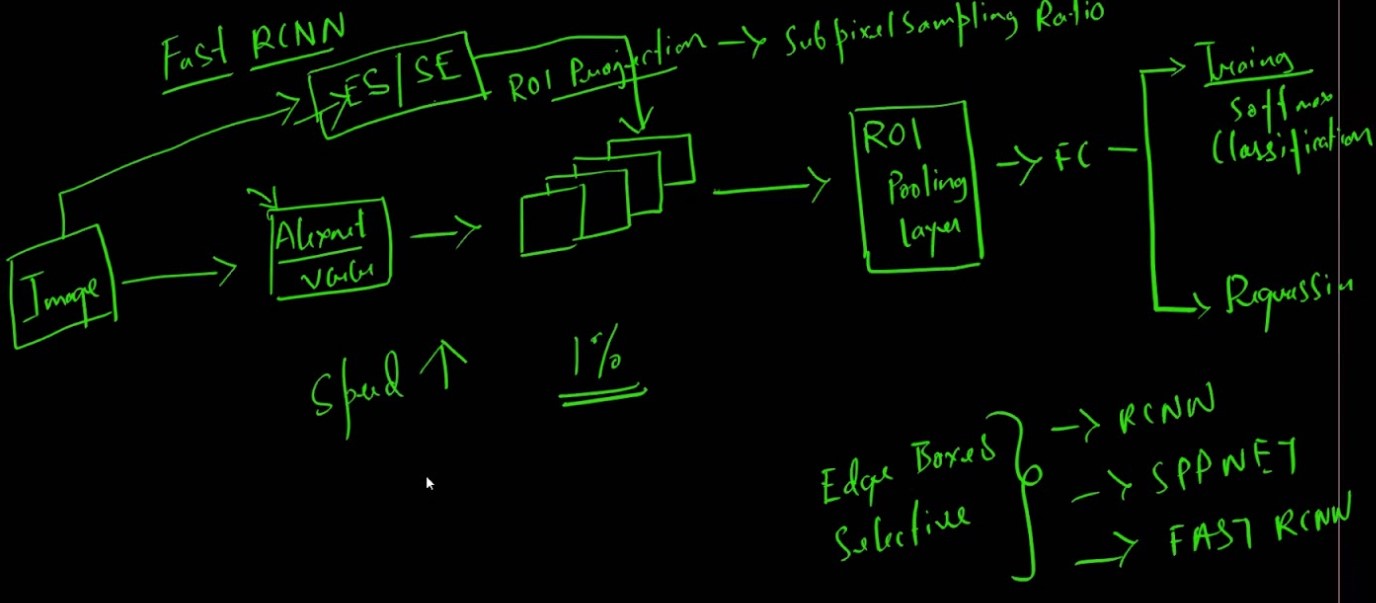 Fast RCNN
ES|SE
ROI Projection → Subpixel Sampling Ratio
Image
Alexnet
VGG
ROI
Pooling
layer
→ FC
Traing
Softmax
Classification
Regression
Speed ↑
1%
Edge Boxes
Selective
→ RCNN
→ SPPNET
→ FAST RCNN